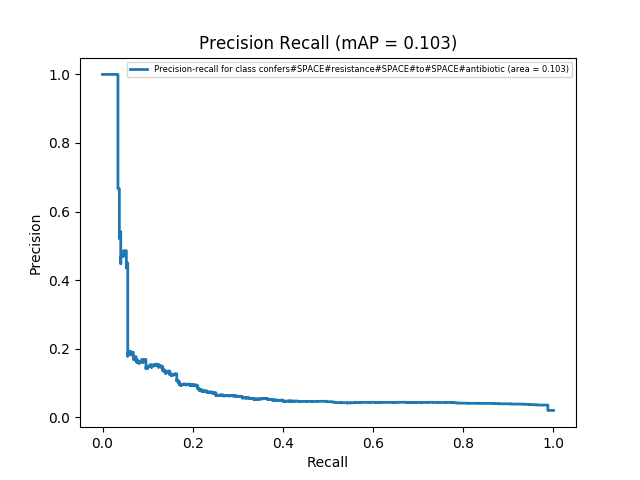 Precision Recall (mAP = 0.103)
Precision-recall for class confers#SPACE#resistance#SPACE#to#SPACE#antibiotic (area = 0.103)
1.0
0.8
0.6
0.4
0.2
0.0
Precision
0.0 0.2 0.4 0.6 0.8 1.0
Recall